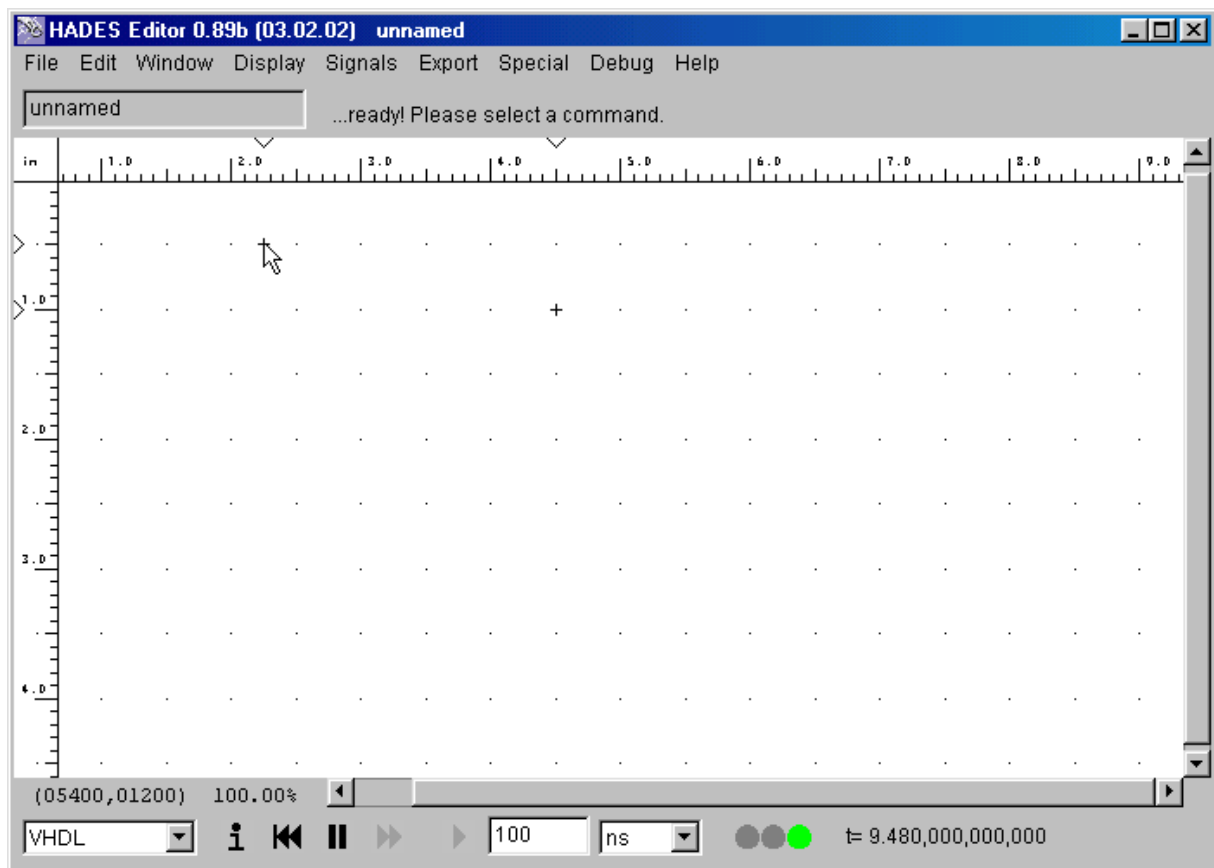 HADES Editor 0.89b (03.02.02) unnamed
File Edit Window Display Signals Export Special Debug Help
unnamed ...ready! Please select a command.
in 1.0 2.0 3.0 4.0 5.0 6.0 7.0 8.0 9.0
1.0
2.0
3.0
4.0
(05400,01200) 100.00%
VHDL i 100 ns t= 9.480,000,000,000